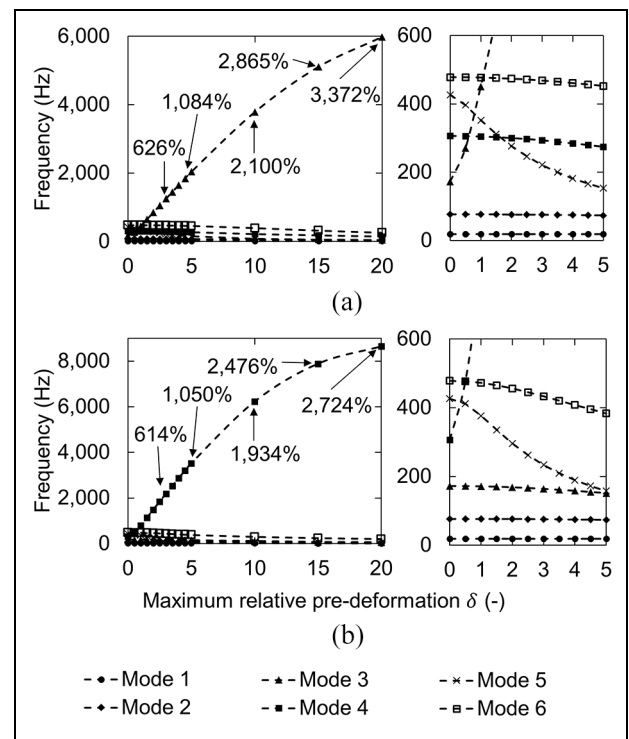 (a)
6,000
4,000
2,000
0
Frequency (Hz)
626%
1,084%
2,865%
2,100%
3,372%
0 5 10 15 20
600
400
200
0
0 1 2 3 4 5
(b)
8,000
6,000
4,000
2,000
0
Frequency (Hz)
614%
1,050%
2,476%
1,934%
2,724%
0 5 10 15 20
600
400
200
0
0 1 2 3 4 5
Maximum relative pre-deformation δ (-)
Mode 1 Mode 3 Mode 5
Mode 2 Mode 4 Mode 6